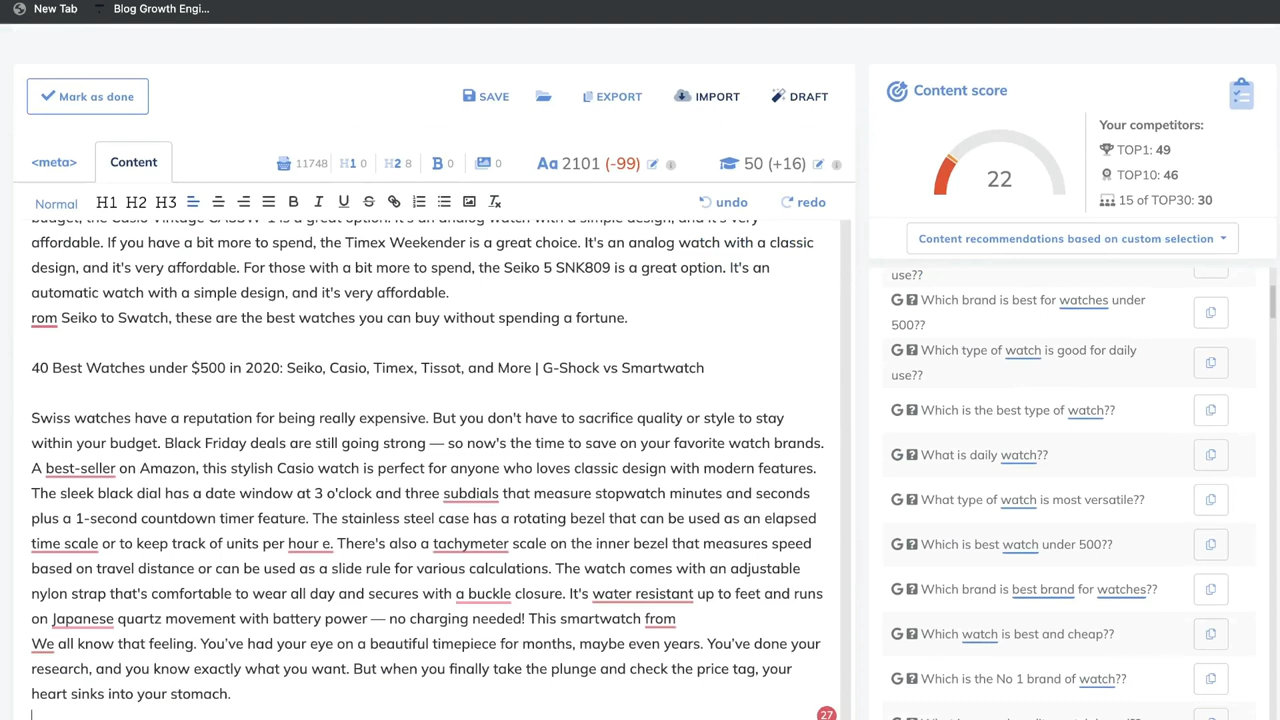 New Tab
Blog Growth Engi...
Mark as done
SAVE
EXPORT
IMPORT
DRAFT
<meta>
Content
11748
H1 0
H2 8
B 0
0
Aa 2101 (-99)
50 (+16)
Normal
H1 H2 H3
B I U S
undo
redo
affordable. If you have a bit more to spend, the Timex Weekender is a great choice. It's an analog watch with a classic
design, and it's very affordable. For those with a bit more to spend, the Seiko 5 SNK809 is a great option. It's an
automatic watch with a simple design, and it's very affordable.
rom Seiko to Swatch, these are the best watches you can buy without spending a fortune.
40 Best Watches under $500 in 2020: Seiko, Casio, Timex, Tissot, and More | G-Shock vs Smartwatch
Swiss watches have a reputation for being really expensive. But you don't have to sacrifice quality or style to stay
within your budget. Black Friday deals are still going strong — so now's the time to save on your favorite watch brands.
A best-seller on Amazon, this stylish Casio watch is perfect for anyone who loves classic design with modern features.
The sleek black dial has a date window at 3 o'clock and three subdials that measure stopwatch minutes and seconds
plus a 1-second countdown timer feature. The stainless steel case has a rotating bezel that can be used as an elapsed
time scale or to keep track of units per hour e. There's also a tachymeter scale on the inner bezel that measures speed
based on travel distance or can be used as a slide rule for various calculations. The watch comes with an adjustable
nylon strap that's comfortable to wear all day and secures with a buckle closure. It's water resistant up to feet and runs
on Japanese quartz movement with battery power — no charging needed! This smartwatch from
We all know that feeling. You've had your eye on a beautiful timepiece for months, maybe even years. You've done your
research, and you know exactly what you want. But when you finally take the plunge and check the price tag, your
heart sinks into your stomach.
27
Content score
22
Your competitors:
TOP1: 49
TOP10: 46
15 of TOP30: 30
Content recommendations based on custom selection
use??
Which brand is best for watches under
500??
Which type of watch is good for daily
use??
Which is the best type of watch??
What is daily watch??
What type of watch is most versatile??
Which is best watch under 500??
Which brand is best brand for watches??
Which watch is best and cheap??
Which is the No 1 brand of watch??